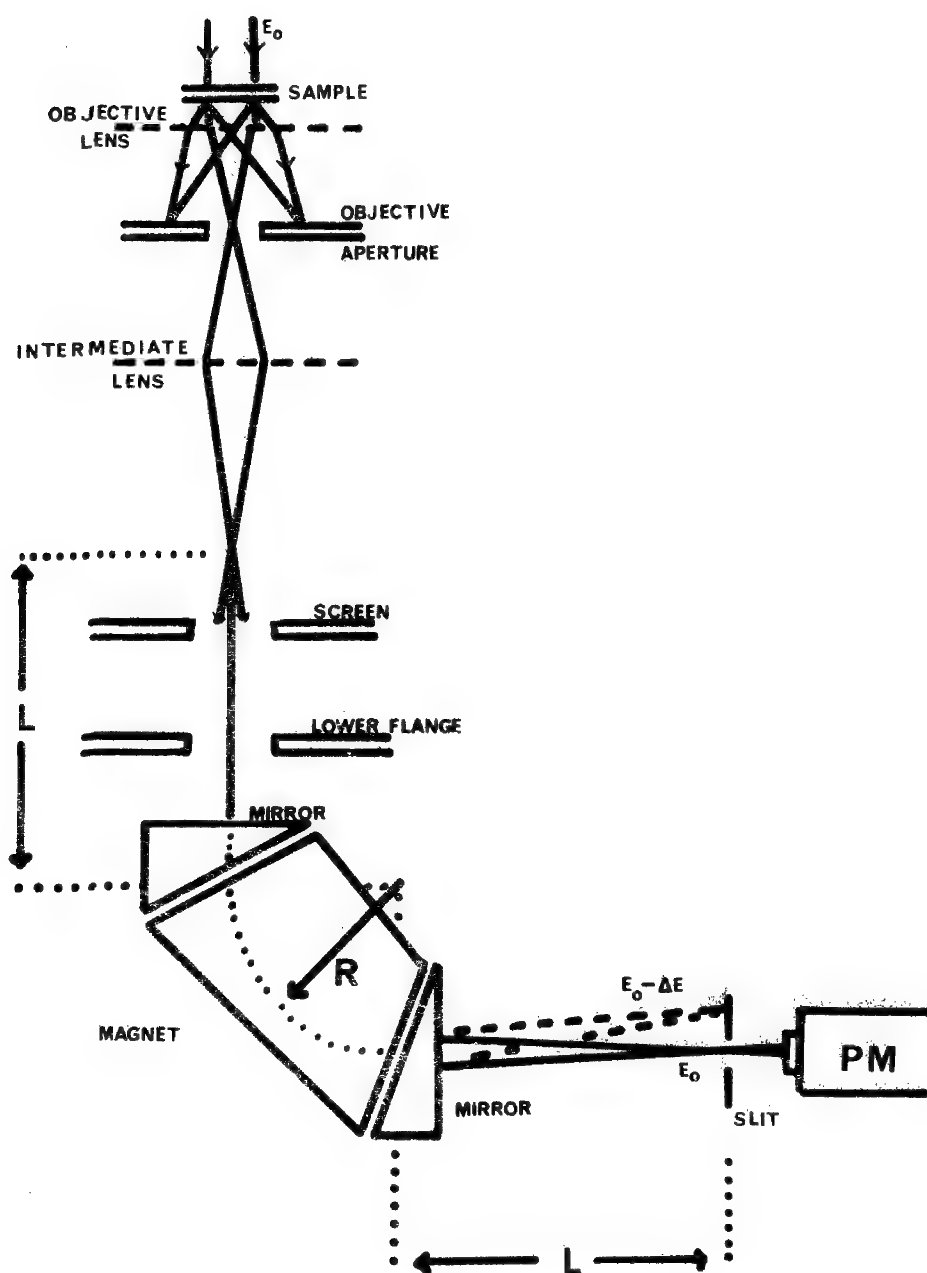 E₀
SAMPLE
OBJECTIVE
LENS
OBJECTIVE
APERTURE
INTERMEDIATE
LENS
SCREEN
L
LOWER FLANGE
MIRROR
R
E₀-ΔE
MAGNET
E₀
PM
MIRROR
SLIT
L